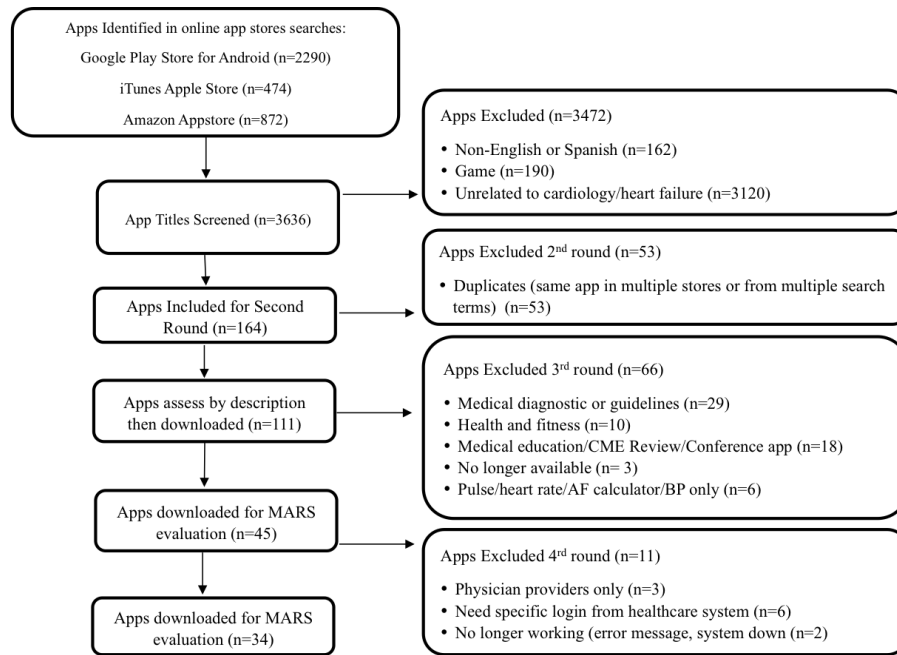 Apps Identified in online app stores searches:
Google Play Store for Android (n=2290)
iTunes Apple Store (n=474)
Amazon Appstore (n=872)
Apps Excluded (n=3472)
• Non-English or Spanish (n=162)
• Game (n=190)
• Unrelated to cardiology/heart failure (n=3120)
App Titles Screened (n=3636)
Apps Excluded 2nd round (n=53)
• Duplicates (same app in multiple stores or from multiple search
terms) (n=53)
Apps Included for Second
Round (n=164)
Apps Excluded 3rd round (n=66)
• Medical diagnostic or guidelines (n=29)
• Health and fitness (n=10)
• Medical education/CME Review/Conference app (n=18)
• No longer available (n= 3)
• Pulse/heart rate/AF calculator/BP only (n=6)
Apps assess by description
then downloaded (n=111)
Apps downloaded for MARS
evaluation (n=45)
Apps Excluded 4rd round (n=11)
• Physician providers only (n=3)
• Need specific login from healthcare system (n=6)
• No longer working (error message, system down (n=2)
Apps downloaded for MARS
evaluation (n=34)